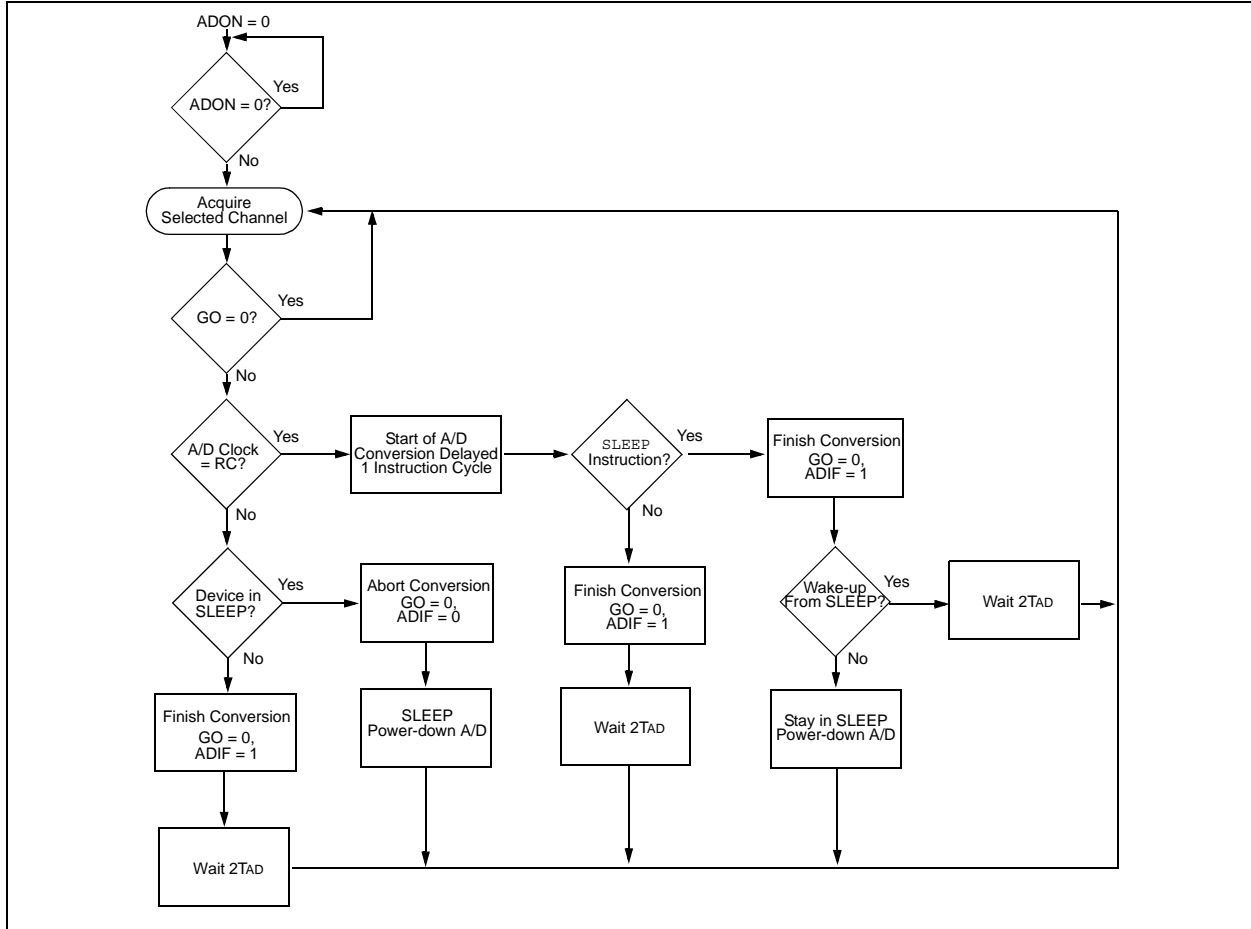 ADON = 0
Yes
ADON = 0?
No
Acquire
Selected Channel
Yes
GO = 0?
No
A/D Clock
= RC?
Yes
Start of A/D
Conversion Delayed
1 Instruction Cycle
SLEEP
Instruction?
Yes
Finish Conversion
GO = 0,
ADIF = 1
No
No
Device in
SLEEP?
Yes
Abort Conversion
GO = 0,
ADIF = 0
Finish Conversion
GO = 0,
ADIF = 1
Wake-up
From SLEEP?
Yes
Wait 2TAD
No
No
Finish Conversion
GO = 0,
ADIF = 1
SLEEP
Power-down A/D
Wait 2TAD
Stay in SLEEP
Power-down A/D
Wait 2TAD